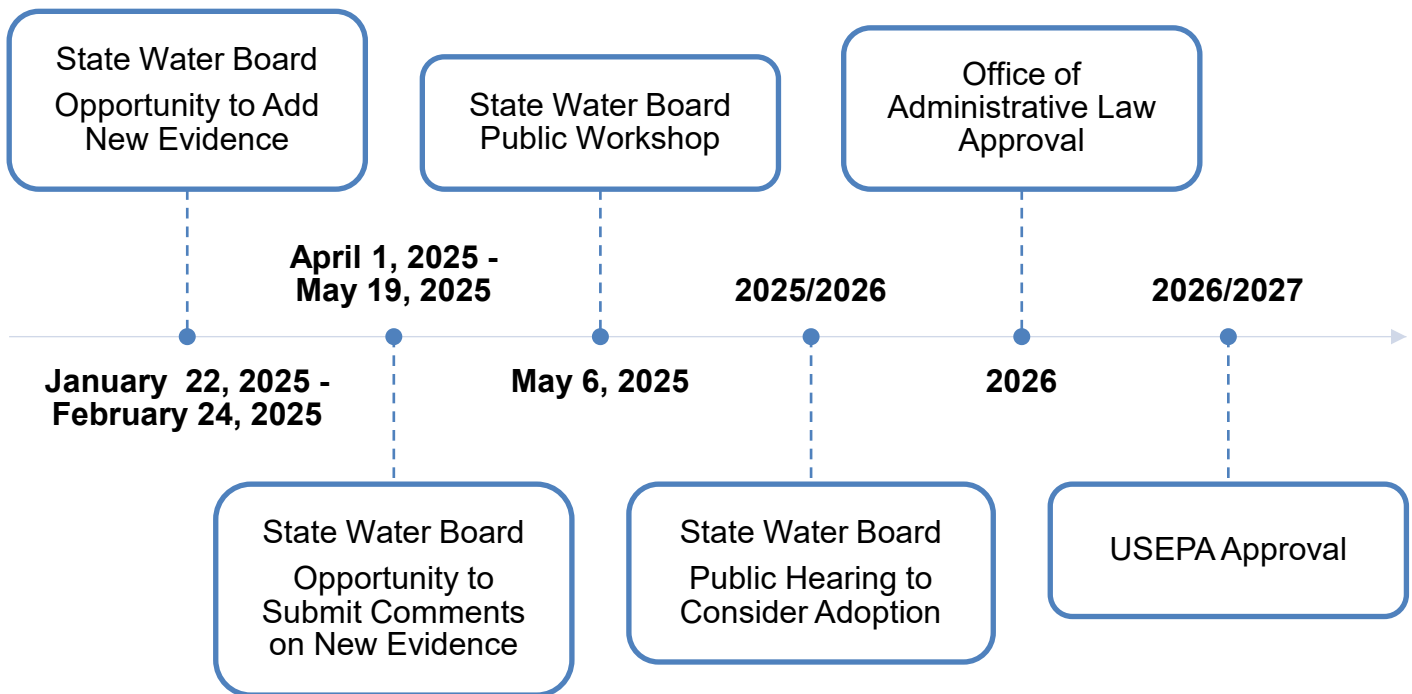 State Water Board
Opportunity to Add
New Evidence
State Water Board
Public Workshop
Office of
Administrative Law
Approval
April 1, 2025 -
May 19, 2025
2025/2026
2026/2027
January  22, 2025 -
February 24, 2025
May 6, 2025
2026
State Water Board
Opportunity to
Submit Comments
on New Evidence
State Water Board
Public Hearing to
Consider Adoption
USEPA Approval